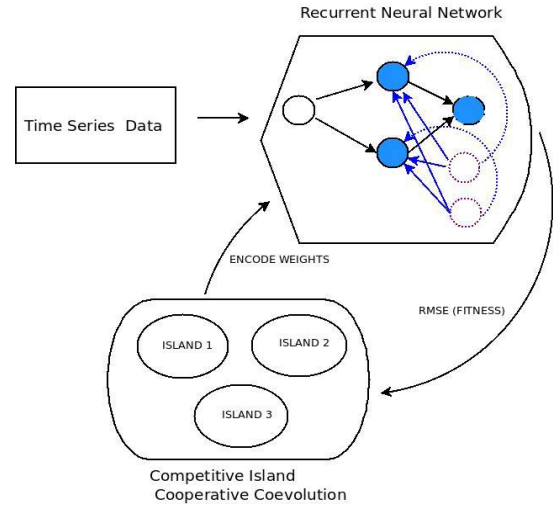 Recurrent Neural Network
Time Series Data
ENCODE WEIGHTS
RMSE (FITNESS)
ISLAND 1
ISLAND 2
ISLAND 3
Competitive Island
Cooperative Coevolution